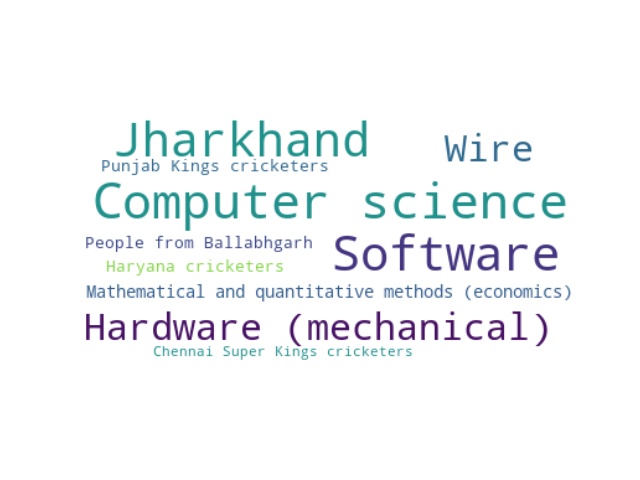 Jharkhand
Wire
Punjab Kings cricketers
Computer science
People from Ballabhgarh
Software
Haryana cricketers
Mathematical and quantitative methods (economics)
Hardware (mechanical)
Chennai Super Kings cricketers